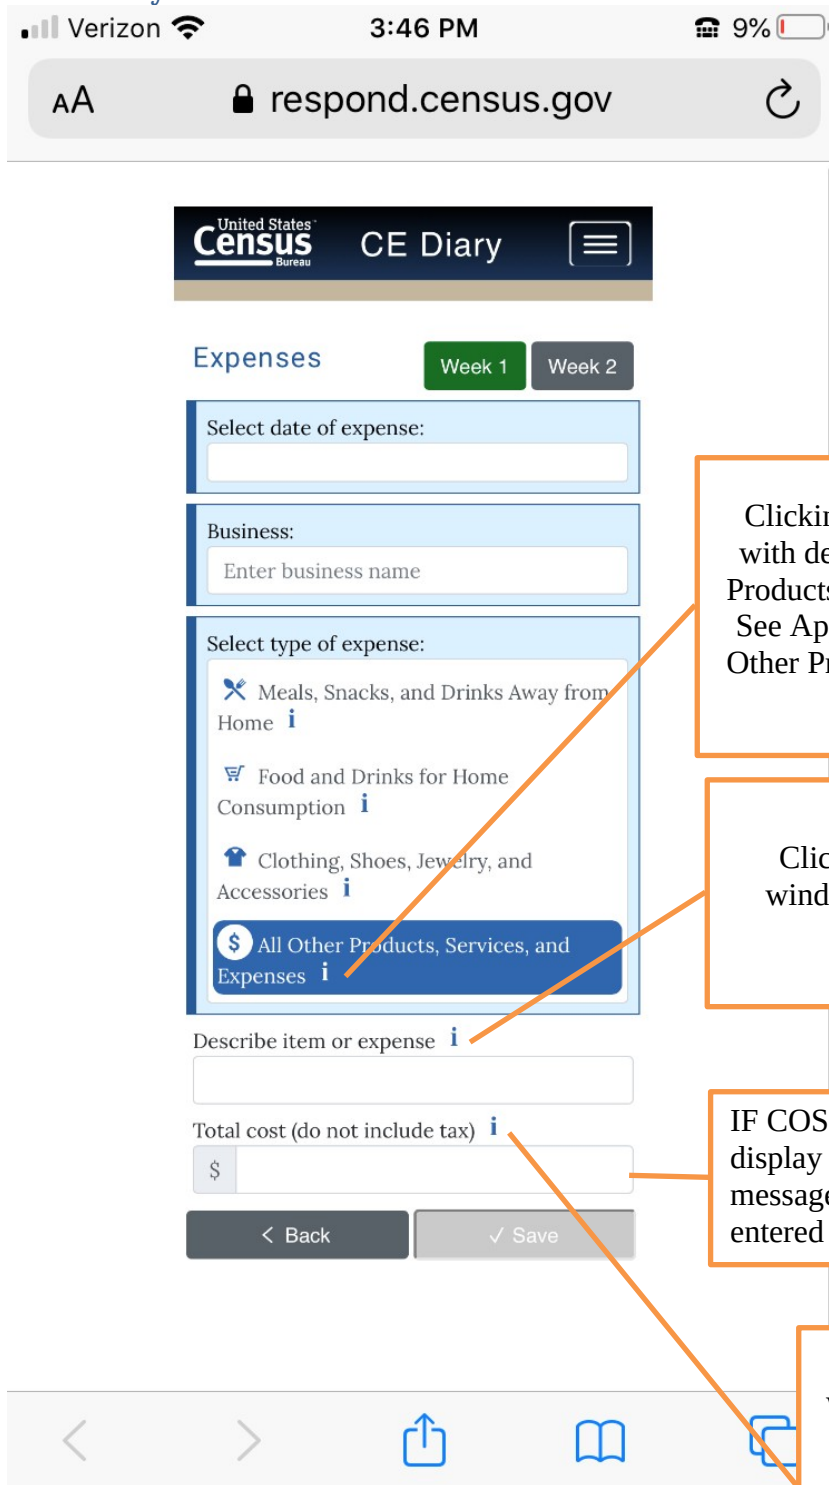 Verizon 3:46 PM 9%
AA respond.census.gov
United States
Census
Bureau
CE Diary
Expenses
Week 1 Week 2
Select date of expense:
Business:
Enter business name
Select type of expense:
Meals, Snacks, and Drinks Away from
Home i
Food and Drinks for Home
Consumption i
Clothing, Shoes, Jewelry, and
Accessories i
$ All Other Products, Services, and
Expenses i
Describe item or expense i
Total cost (do not include tax) i
$
< Back ✓ Save
with
Products
See
Other
IF
display
message
entered